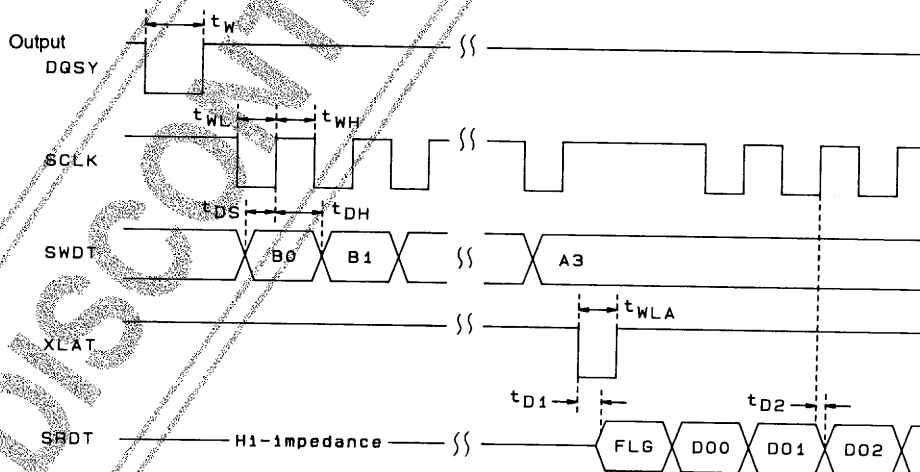 tW
Output
DQSY
tWL
tWH
SCLK
tDS
tDH
SWDT
B0
B1
A3
tWLA
XLAT
tD1
tD2
SRDT
Hi-impedance
FLG
DO0
DO1
DO2